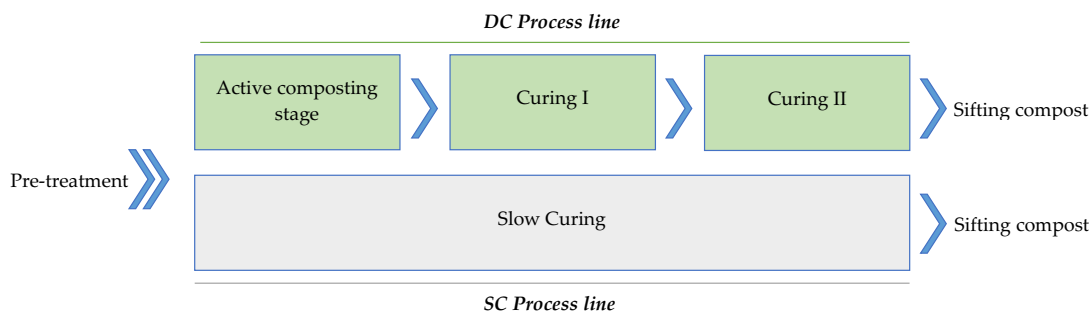 DC Process line
Active composting
stage
Curing I
Curing II
Sifting compost
Pre-treatment
Slow Curing
Sifting compost
SC Process line